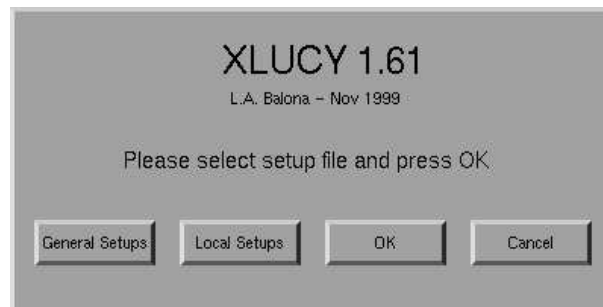 XLUCY 1.61
L.A. Balona – Nov 1999
Please select setup file and press OK
General Setups
Local Setups
OK
Cancel